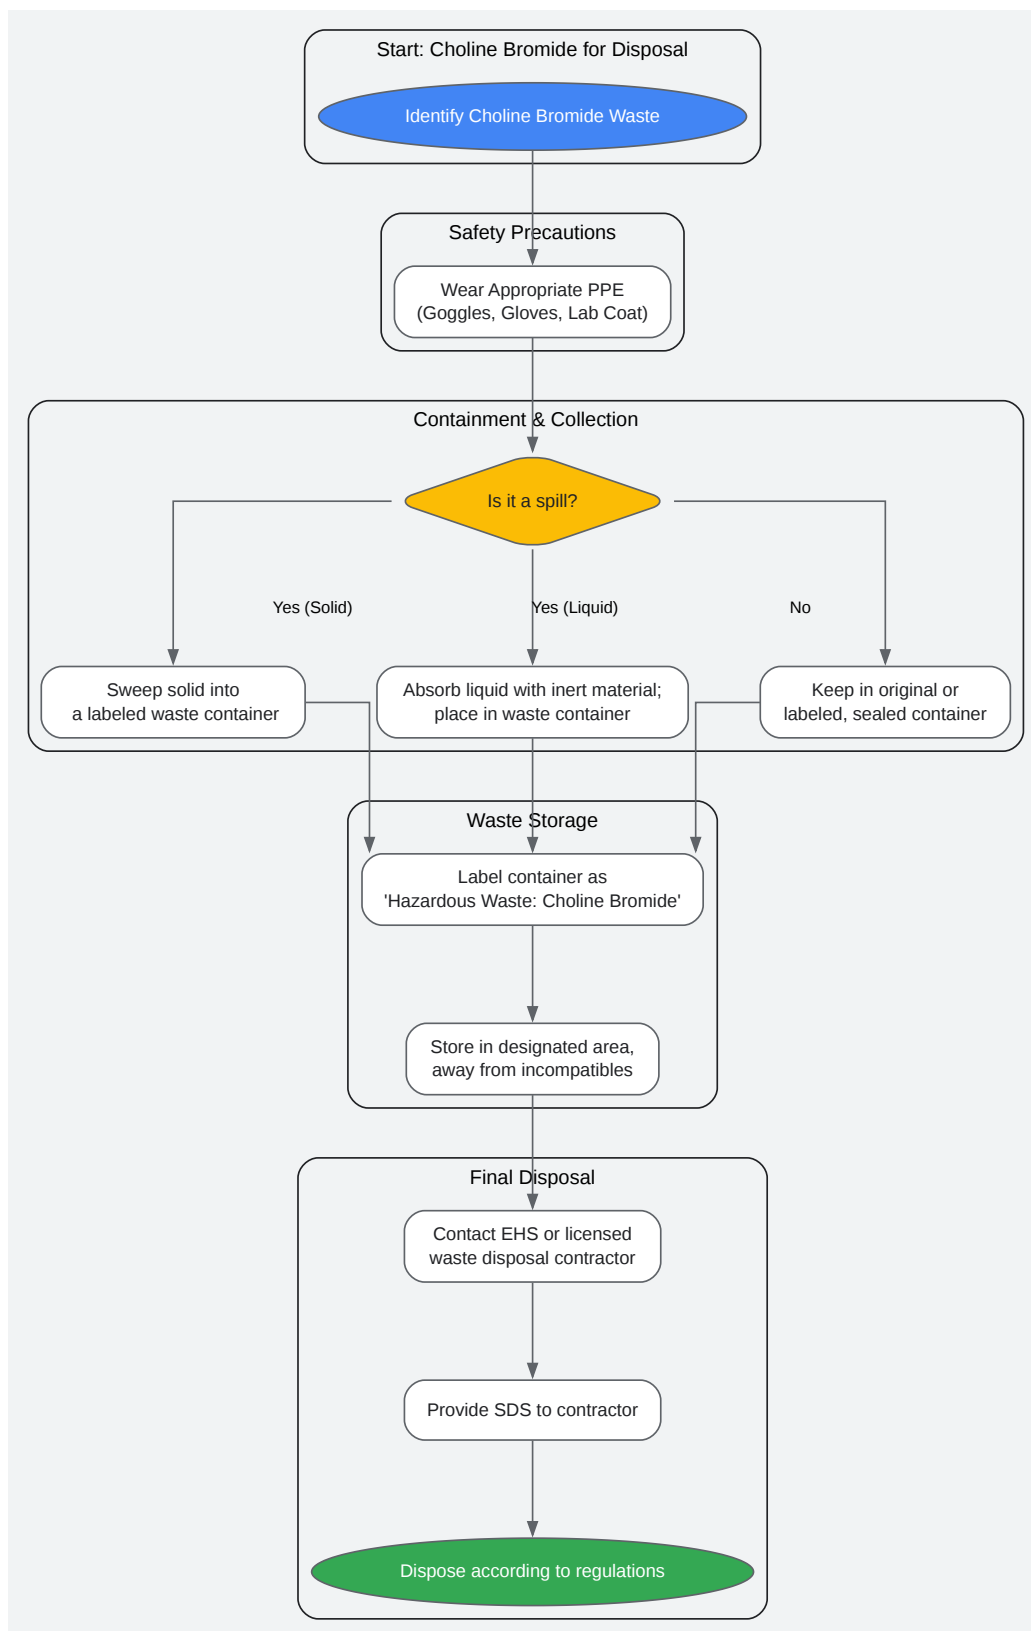 Start: Choline Bromide for Disposal
Identify Choline Bromide Waste
Safety Precautions
Wear Appropriate PPE
(Goggles, Gloves, Lab Coat)
Containment & Collection
Is it a spill?
Yes (Solid)
Yes (Liquid)
No
Sweep solid into
a labeled waste container
Absorb liquid with inert material;
place in waste container
Keep in original or
labeled, sealed container
Waste Storage
Label container as
'Hazardous Waste: Choline Bromide'
Store in designated area,
away from incompatibles
Final Disposal
Contact EHS or licensed
waste disposal contractor
Provide SDS to contractor
Dispose according to regulations